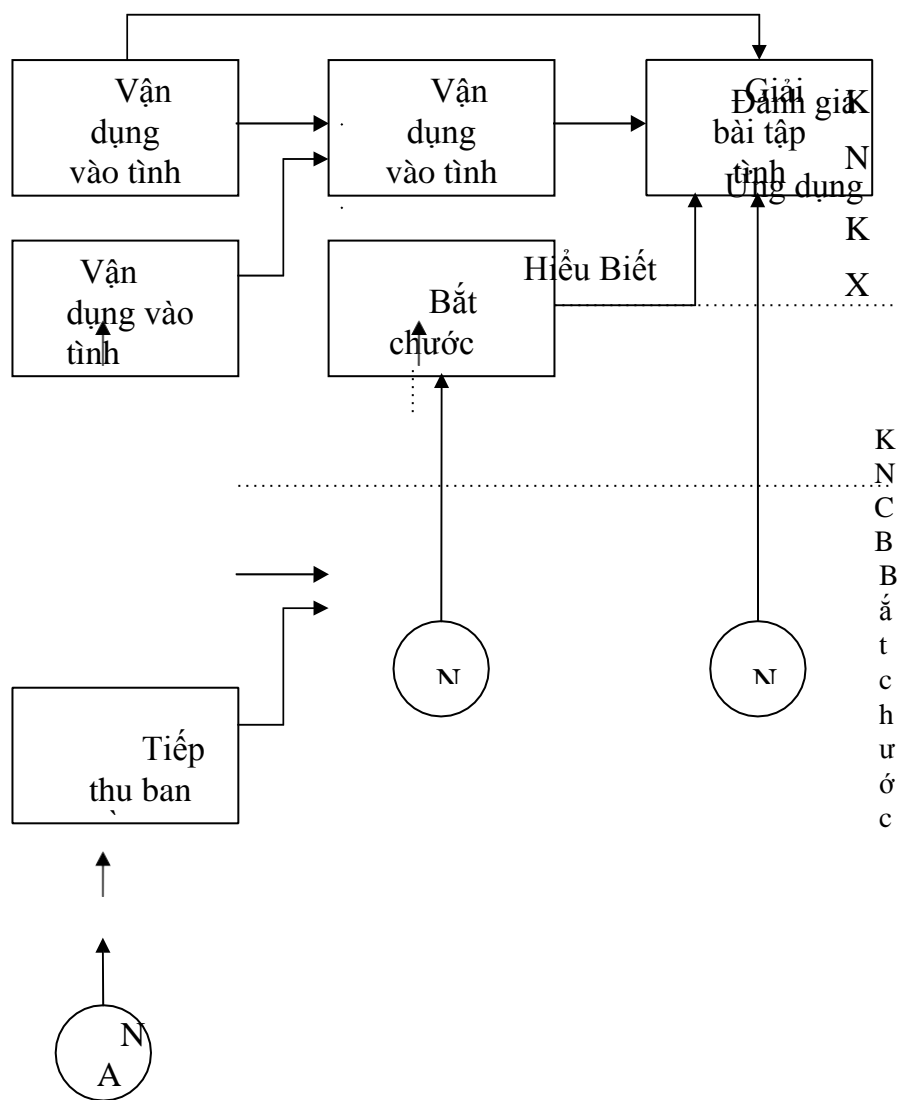 Vận
dụng
vào tình
Vận
dụng
vào tình
Giải
bài tập
tình
Đánh giá
Ứng dụng
K
N
K
X
Vận
dụng vào
tình
Bắt
chước
Hiểu Biết
K
N
C
B
B
ắ
t
c
h
ư
ớ
c
N
N
Tiếp
thu ban
N
A